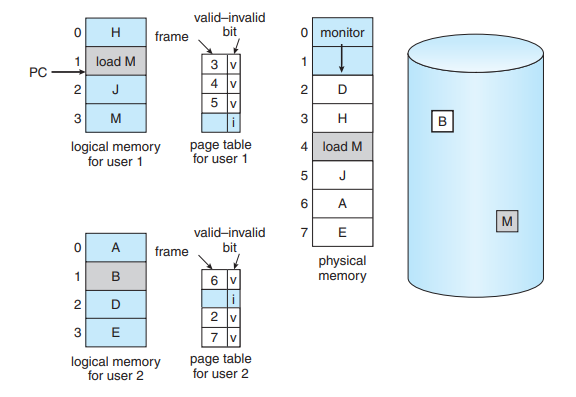 valid–invalid
bit
frame
0 H
1 load M
2 J
3 M
PC
3 v
4 v
5 v
i
logical memory
for user 1
page table
for user 1
0 monitor
1
2 D
3 H
4 load M
5 J
6 A
7 E
physical
memory
B
M
valid–invalid
bit
frame
0 A
1 B
2 D
3 E
6 v
i
2 v
7 v
logical memory
for user 2
page table
for user 2